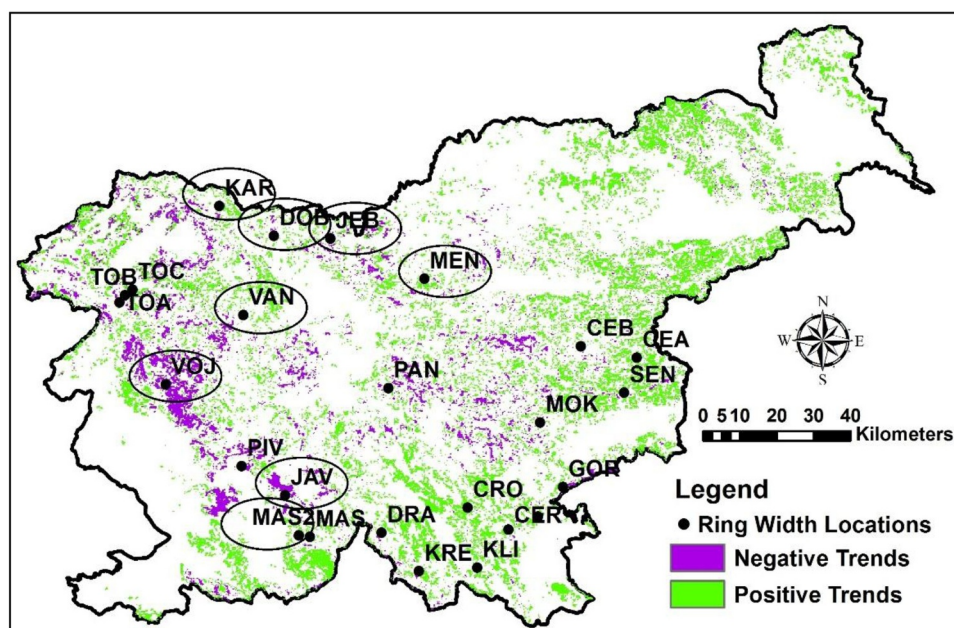 KAR
DOB
JEB
MEN
TOB TOC
TOA
VAN
CEB
CEA
VOJ
PAN
SEN
MOK
PIV
JAV
GOR
CRO
MAS2 MAS
DRA
CER
KRE
KLI
N
W E
S
0 5 10 20 30 40
Kilometers
Legend
Ring Width Locations
Negative Trends
Positive Trends